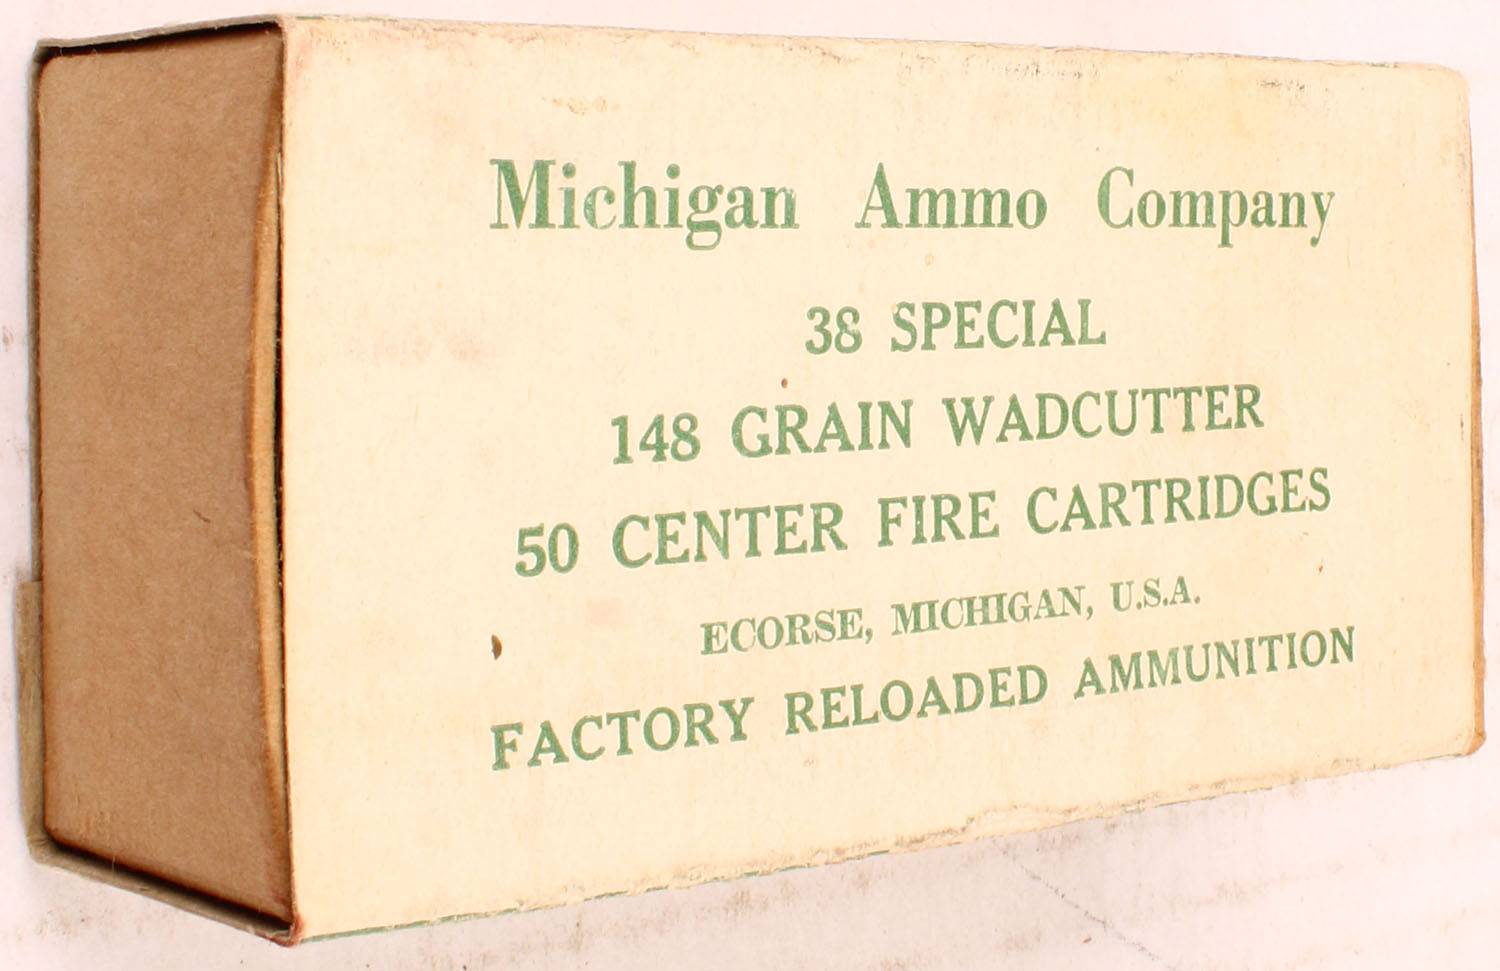 Michigan Ammo Company
38 SPECIAL
148 GRAIN WADCUTTER
50 CENTER FIRE CARTRIDGES
ECORSE, MICHIGAN, U.S.A.
FACTORY RELOADED AMMUNITION